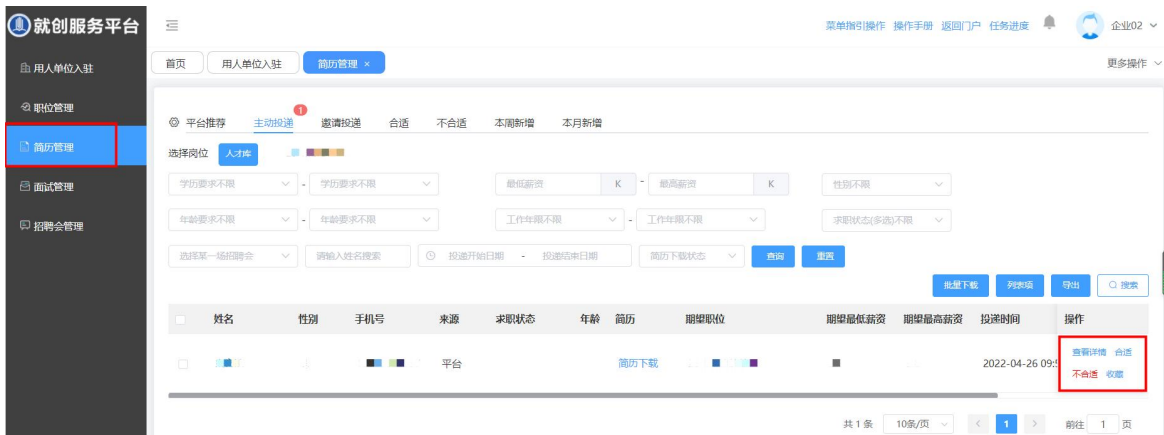 就创服务平台
菜单指引操作 操作手册 返回门户 任务进度 企业02
用人单位入驻
职位管理
简历管理
面试管理
招聘会管理
首页 用人单位入驻 简历管理 × 更多操作
平台推荐 主动投递 1 邀请投递 合适 不合适 本周新增 本月新增
选择岗位 人才库
学历要求不限 - 学历要求不限 最低薪资 K - 最高薪资 K 性别不限
年龄要求不限 - 年龄要求不限 工作年限不限 - 工作年限不限 求职状态(多选)不限
选择某一场招聘会 请输入姓名搜索 投递开始日期 - 投递结束日期 简历下载状态 查询 重置
批量下载 列表项 导出 搜索
姓名 性别 手机号 来源 求职状态 年龄 简历 期望职位 期望最低薪资 期望最高薪资 投递时间 操作
平台 简历下载 2022-04-26 09:5 查看详情 合适
不合适 收藏
共 1 条 10条/页 < 1 > 前往 1 页